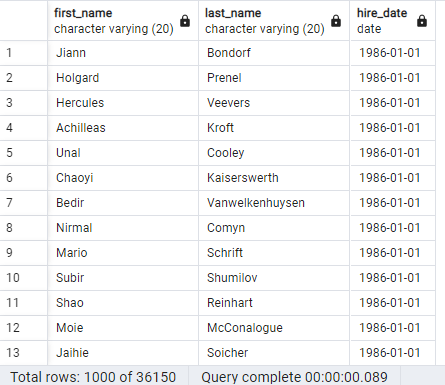 first_name last_name hire_date
character varying (20) character varying (20) date
1 Jiann Bondorf 1986-01-01
2 Holgard Prenel 1986-01-01
3 Hercules Veevers 1986-01-01
4 Achilleas Kroft 1986-01-01
5 Unal Cooley 1986-01-01
6 Chaoyi Kaiserswerth 1986-01-01
7 Bedir Vanwelkenhuysen 1986-01-01
8 Nirmal Comyn 1986-01-01
9 Mario Schrift 1986-01-01
10 Subir Shumilov 1986-01-01
11 Shao Reinhart 1986-01-01
12 Moie McConalogue 1986-01-01
13 Jaihie Soicher 1986-01-01
Total rows: 1000 of 36150 Query complete 00:00:00.089